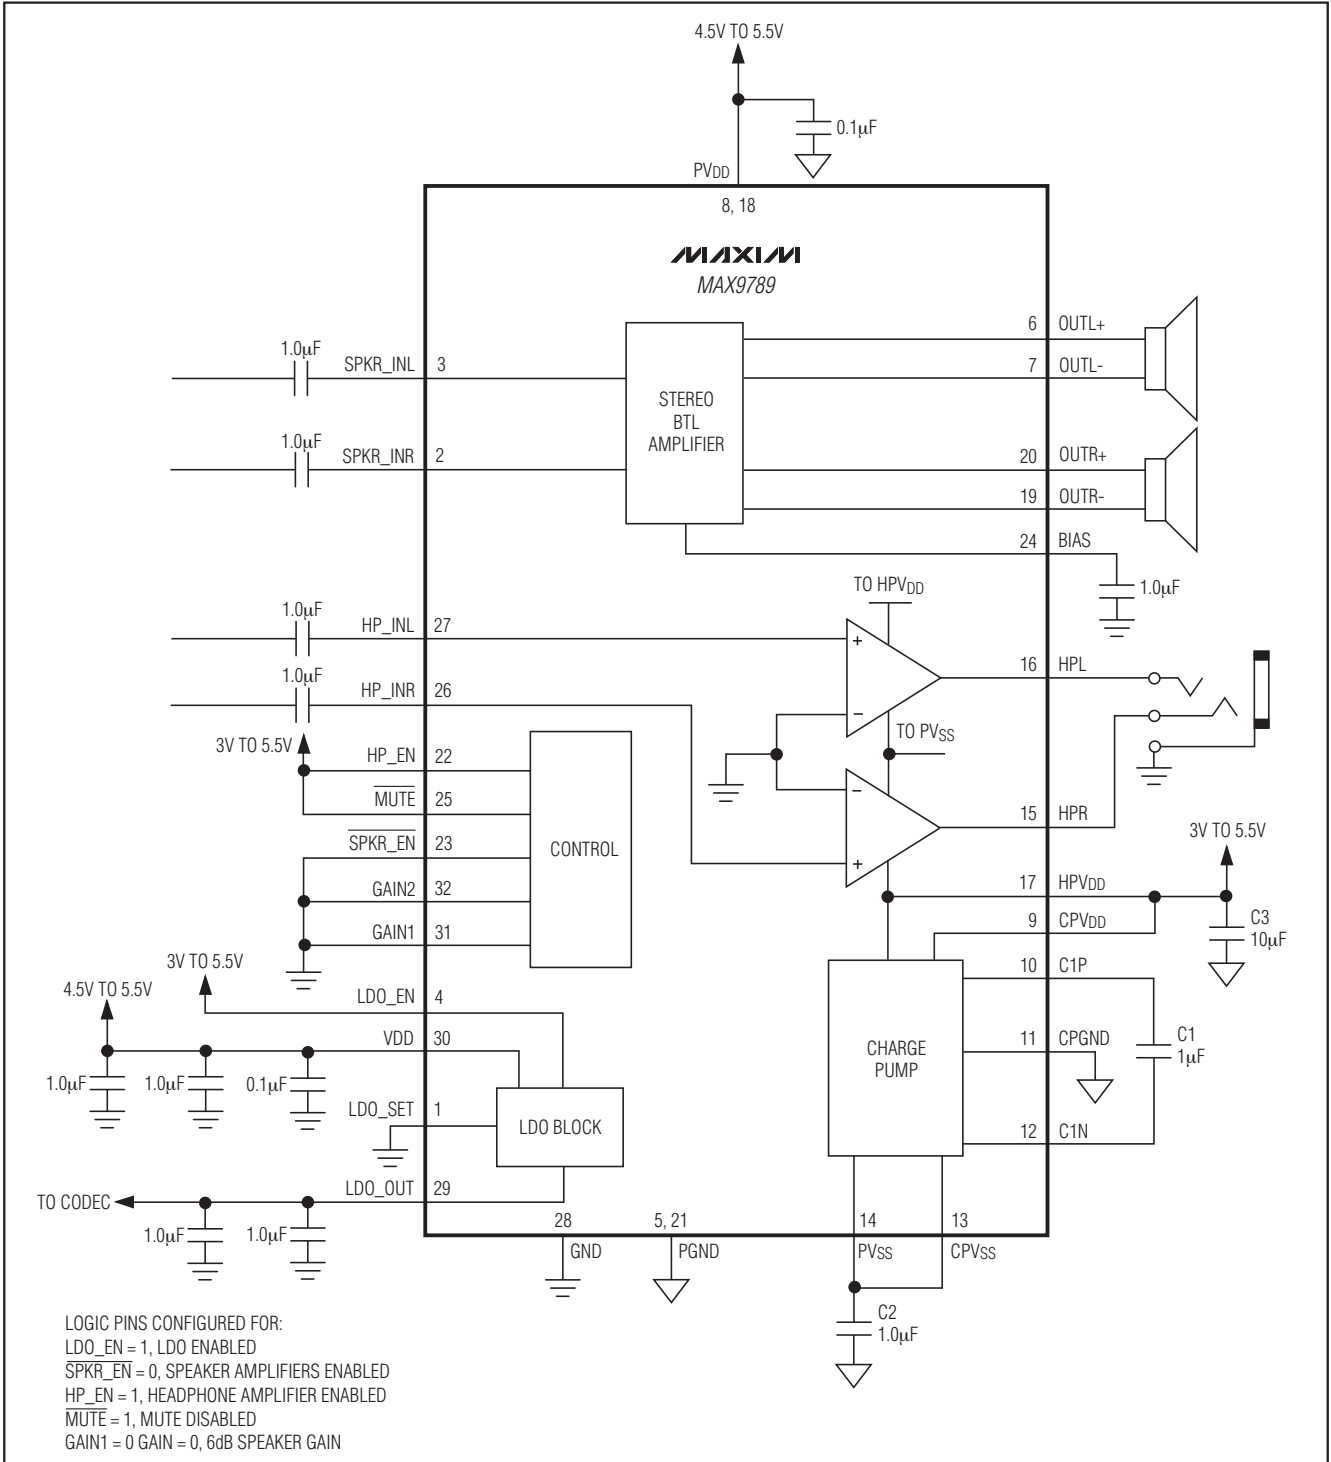 4.5V TO 5.5V
0.1µF
PVDD
8, 18
MAXIM
MAX9789
1.0µF
SPKR_INL
3
1.0µF
SPKR_INR
2
STEREO
BTL
AMPLIFIER
6
OUTL+
7
OUTL-
20
OUTR+
19
OUTR-
24
BIAS
1.0µF
TO HPVDD
1.0µF
HP_INL
27
1.0µF
HP_INR
26
+
−
TO PVSS
−
+
16
HPL
15
HPR
3V TO 5.5V
HP_EN
22
MUTE
25
SPKR_EN
23
GAIN2
32
GAIN1
31
CONTROL
3V TO 5.5V
17
HPVDD
9
CPVDD
C3
10µF
10
C1P
11
CPGND
C1
1µF
12
C1N
CHARGE
PUMP
3V TO 5.5V
4.5V TO 5.5V
LDO_EN
4
VDD
30
1.0µF
1.0µF
0.1µF
LDO_SET
1
LDO BLOCK
TO CODEC
LDO_OUT
29
1.0µF
1.0µF
28
GND
5, 21
PGND
14
PVSS
13
CPVSS
C2
1.0µF
LOGIC PINS CONFIGURED FOR:
LDO_EN = 1, LDO ENABLED
SPKR_EN = 0, SPEAKER AMPLIFIERS ENABLED
HP_EN = 1, HEADPHONE AMPLIFIER ENABLED
MUTE = 1, MUTE DISABLED
GAIN1 = 0 GAIN = 0, 6dB SPEAKER GAIN